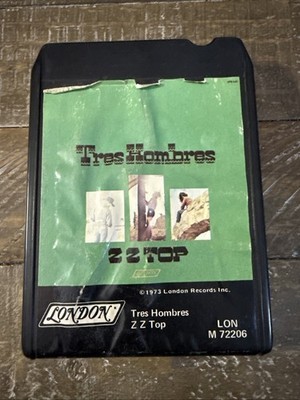 Tres Hombres
Z Z TOP
©1973 London Records Inc.
LONDON
Tres Hombres
Z Z Top
LON
M 72206